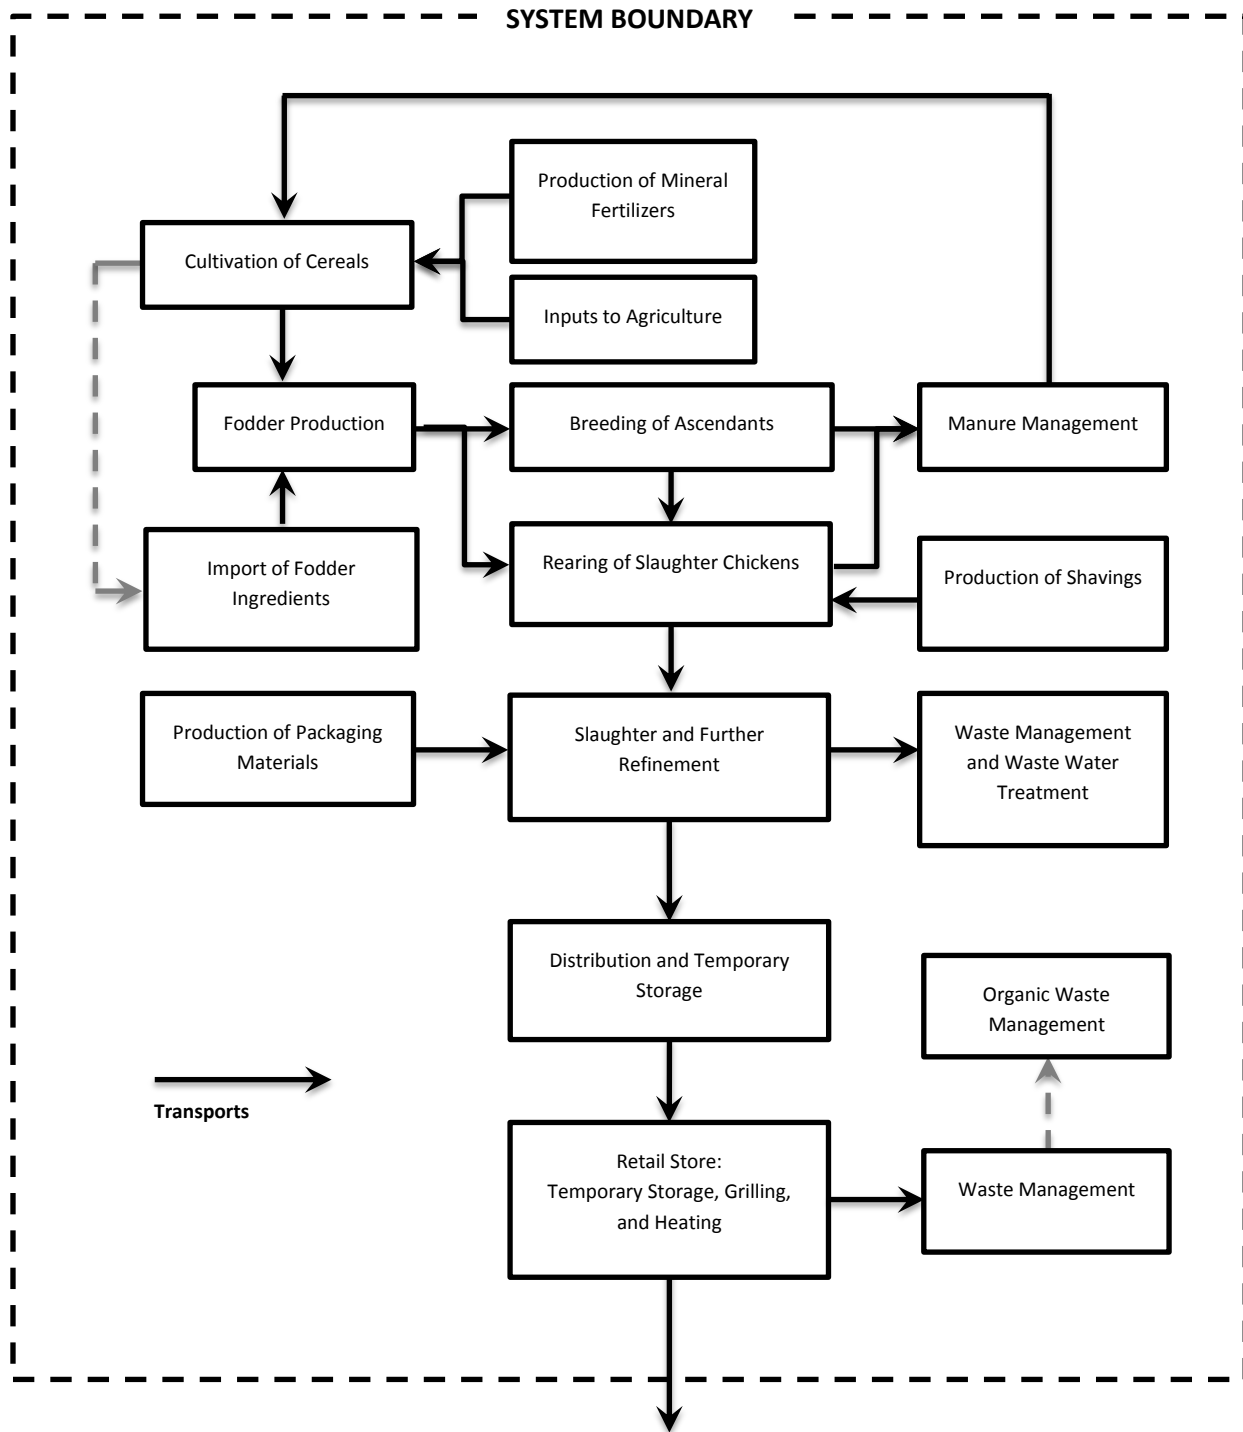 SYSTEM BOUNDARY
Production of Mineral
Fertilizers
Cultivation of Cereals
Inputs to Agriculture
Fodder Production
Breeding of Ascendants
Manure Management
Import of Fodder
Ingredients
Rearing of Slaughter Chickens
Production of Shavings
Production of Packaging
Materials
Slaughter and Further
Refinement
Waste Management
and Waste Water
Treatment
Distribution and Temporary
Storage
Organic Waste
Management
Transports
Retail Store:
Temporary Storage, Grilling,
and Heating
Waste Management